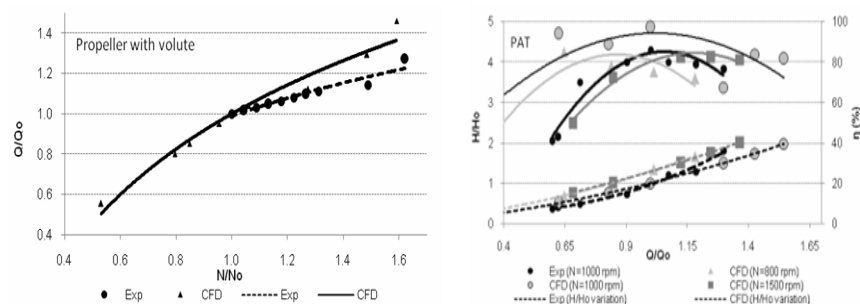 Propeller with volute
Q/Qo
1.4
1.2
1.0
0.8
0.6
0.4
0.4 0.6 0.8 1.0 1.2 1.4 1.6
N/No
Exp CFD Exp CFD
PAT
H/Ho
5
4
3
2
1
0
100
80
60
40
20
0
η (%)
0.4 0.65 0.9 1.15 1.4 1.65
Q/Qo
Exp (N=1000 rpm) CFD (N=800 rpm)
CFD (N=1000 rpm) CFD (N=1500 rpm)
Exp (H/Ho variation) CFD (H/Ho variation)